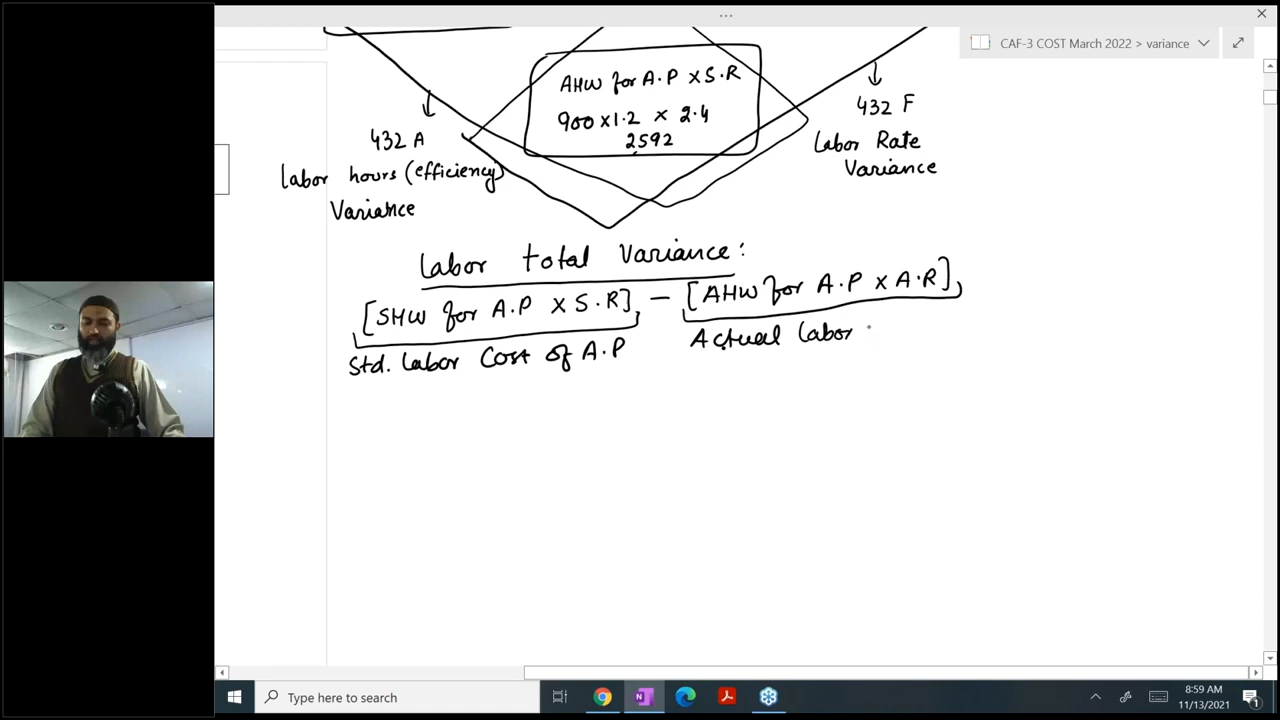 CAF-3 COST March 2022 > variance
AHW for A.P × S.R
900 × 1.2 × 2.4
2592
432 A
Labor hours (efficiency)
Variance
432 F
Labor Rate
Variance
Labor total Variance:
[SHW for A.P × S.R] – [AHW for A.P × A.R]
Std. Labor Cost of A.P
Actual Labor
Type here to search
8:59 AM
11/13/2021
1